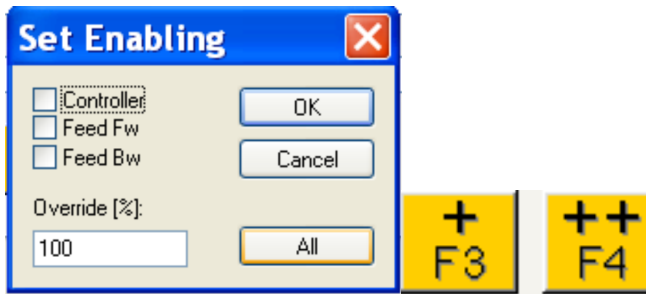 Set Enabling
Controller
Feed Fw
Feed Bw
OK
Cancel
Override [%]:
100
All
+
F3
++
F4